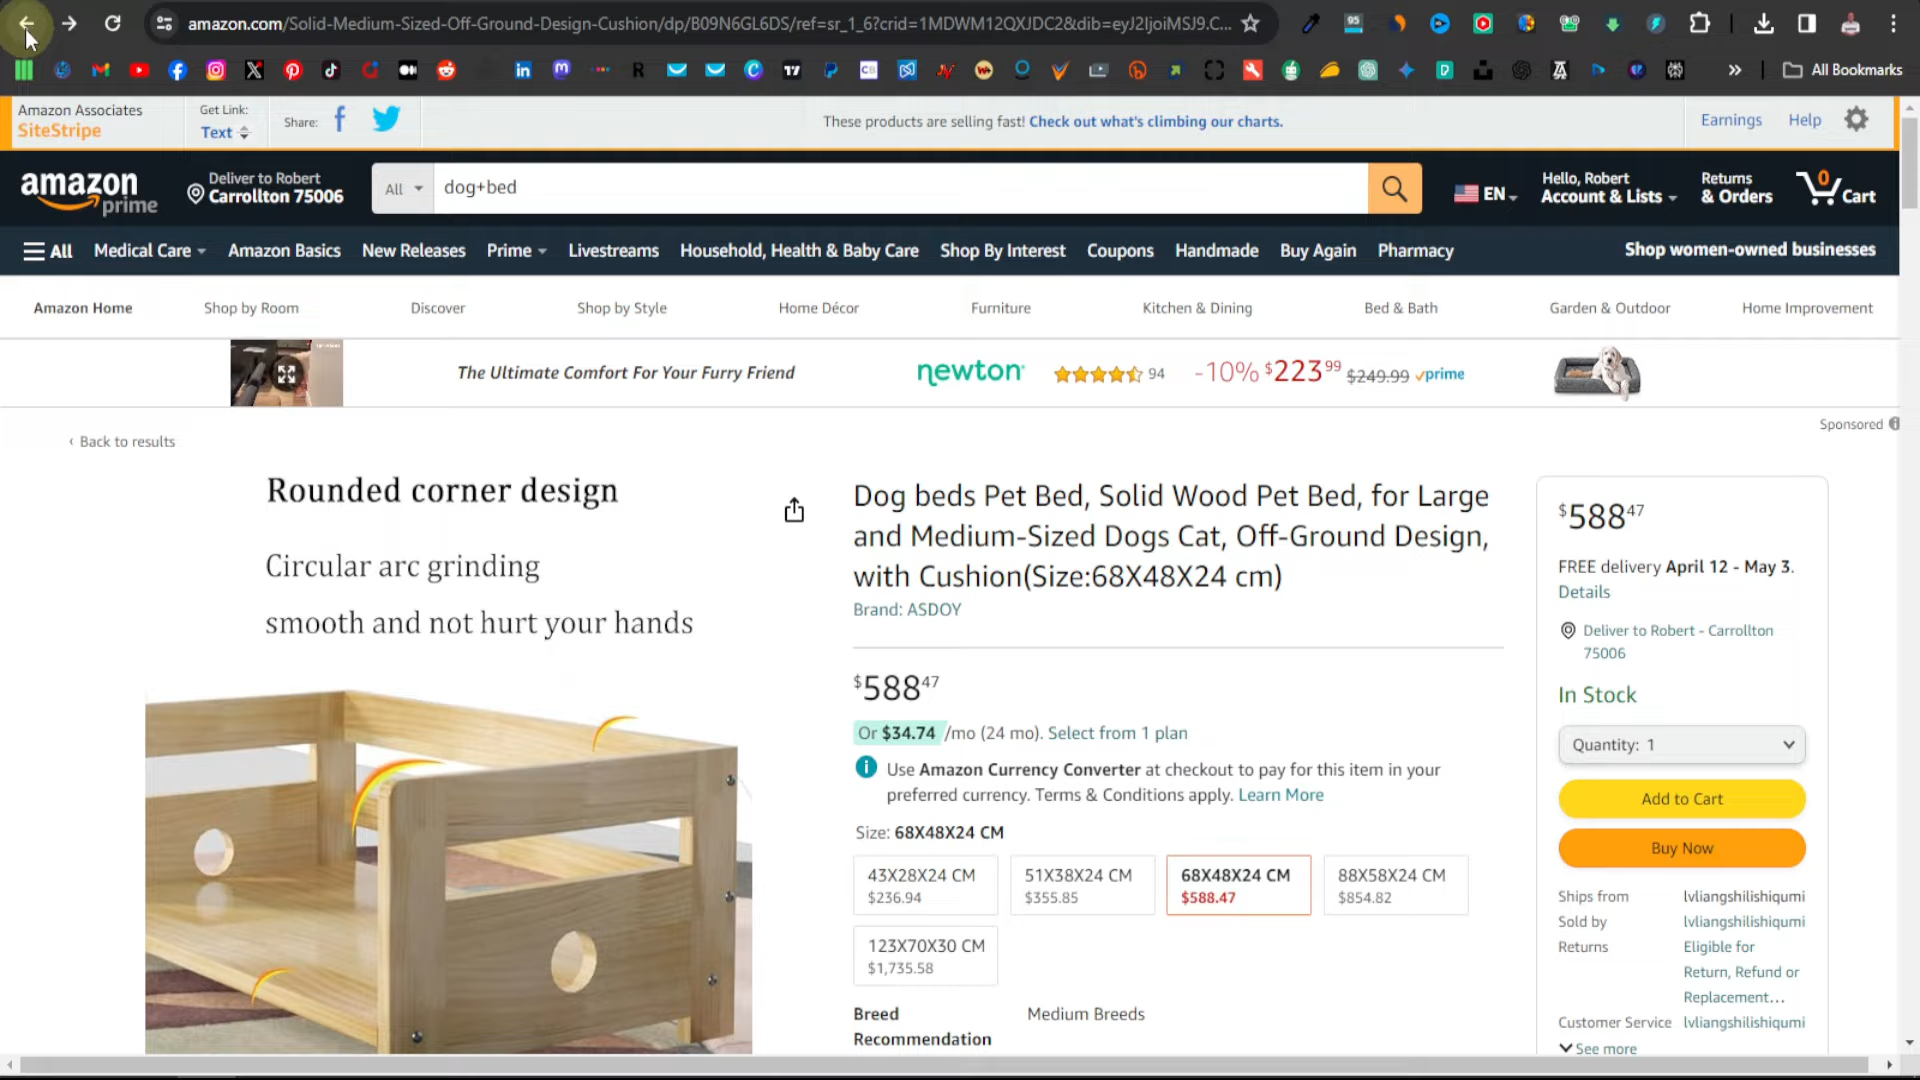 amazon.com/Solid-Medium-Sized-Off-Ground-Design-Cushion/dp/B09N6GL6DS/ref=sr_1_6?crid=1MDWM12QXJDC2&dib=eyJ2IjoiMSJ9.C...
All Bookmarks
Amazon Associates
SiteStripe
Get Link:
Text
Share:
These products are selling fast! Check out what's climbing our charts.
Earnings
Help
amazon prime
Deliver to Robert
Carrollton 75006
All
dog+bed
EN
Hello, Robert
Account & Lists
Returns
& Orders
0
Cart
All
Medical Care
Amazon Basics
New Releases
Prime
Livestreams
Household, Health & Baby Care
Shop By Interest
Coupons
Handmade
Buy Again
Pharmacy
Shop women-owned businesses
Amazon Home
Shop by Room
Discover
Shop by Style
Home Décor
Furniture
Kitchen & Dining
Bed & Bath
Garden & Outdoor
Home Improvement
The Ultimate Comfort For Your Furry Friend
newton
94
-10% $223 99 $249.99 prime
Sponsored
‹ Back to results
Rounded corner design
Circular arc grinding
smooth and not hurt your hands
Dog beds Pet Bed, Solid Wood Pet Bed, for Large
and Medium-Sized Dogs Cat, Off-Ground Design,
with Cushion(Size:68X48X24 cm)
Brand: ASDOY
$588 47
Or $34.74 /mo (24 mo). Select from 1 plan
Use Amazon Currency Converter at checkout to pay for this item in your
preferred currency. Terms & Conditions apply. Learn More
Size: 68X48X24 CM
43X28X24 CM
$236.94
51X38X24 CM
$355.85
68X48X24 CM
$588.47
88X58X24 CM
$854.82
123X70X30 CM
$1,735.58
Breed
Recommendation
Medium Breeds
$588 47
FREE delivery April 12 - May 3.
Details
Deliver to Robert - Carrollton
75006
In Stock
Quantity: 1
Add to Cart
Buy Now
Ships from lvliangshilishiqumi
Sold by lvliangshilishiqumi
Returns Eligible for
Return, Refund or
Replacement...
Customer Service lvliangshilishiqumi
See more